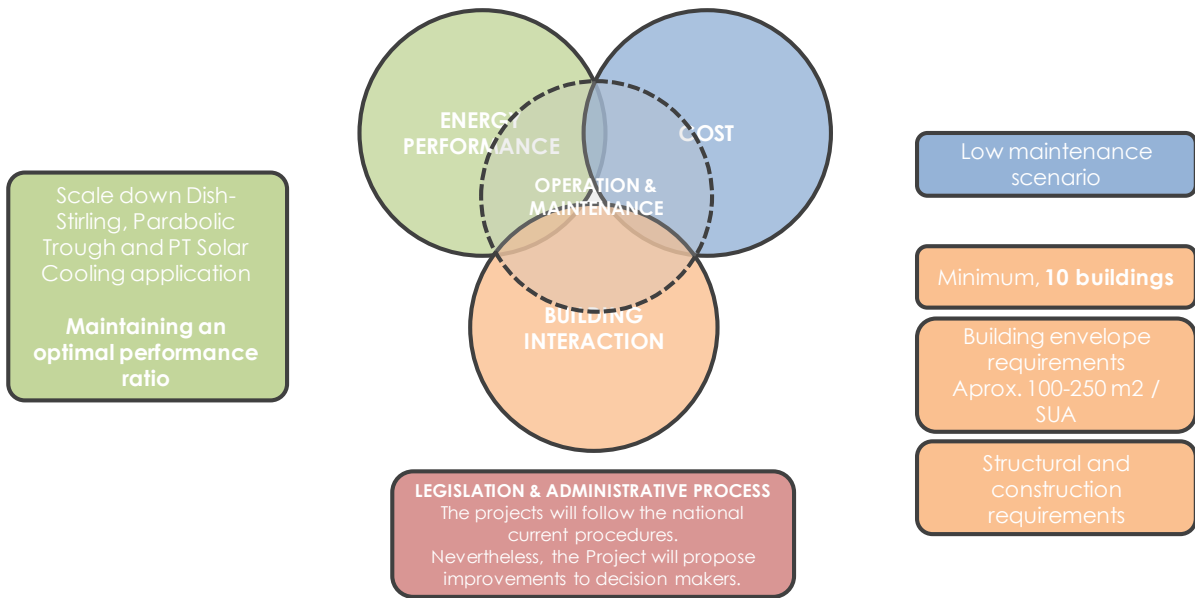 ENERGY
PERFORMANCE
COST
OPERATION &
MAINTENANCE
BUILDING
INTERACTION
Scale down Dish-
Stirling, Parabolic
Trough and PT Solar
Cooling application
Maintaining an
optimal performance
ratio
Low maintenance
scenario
Minimum, 10 buildings
Building envelope
requirements
Aprox. 100-250 m2 /
SUA
Structural and
construction
requirements
LEGISLATION & ADMINISTRATIVE PROCESS
The projects will follow the national
current procedures.
Nevertheless, the Project will propose
improvements to decision makers.